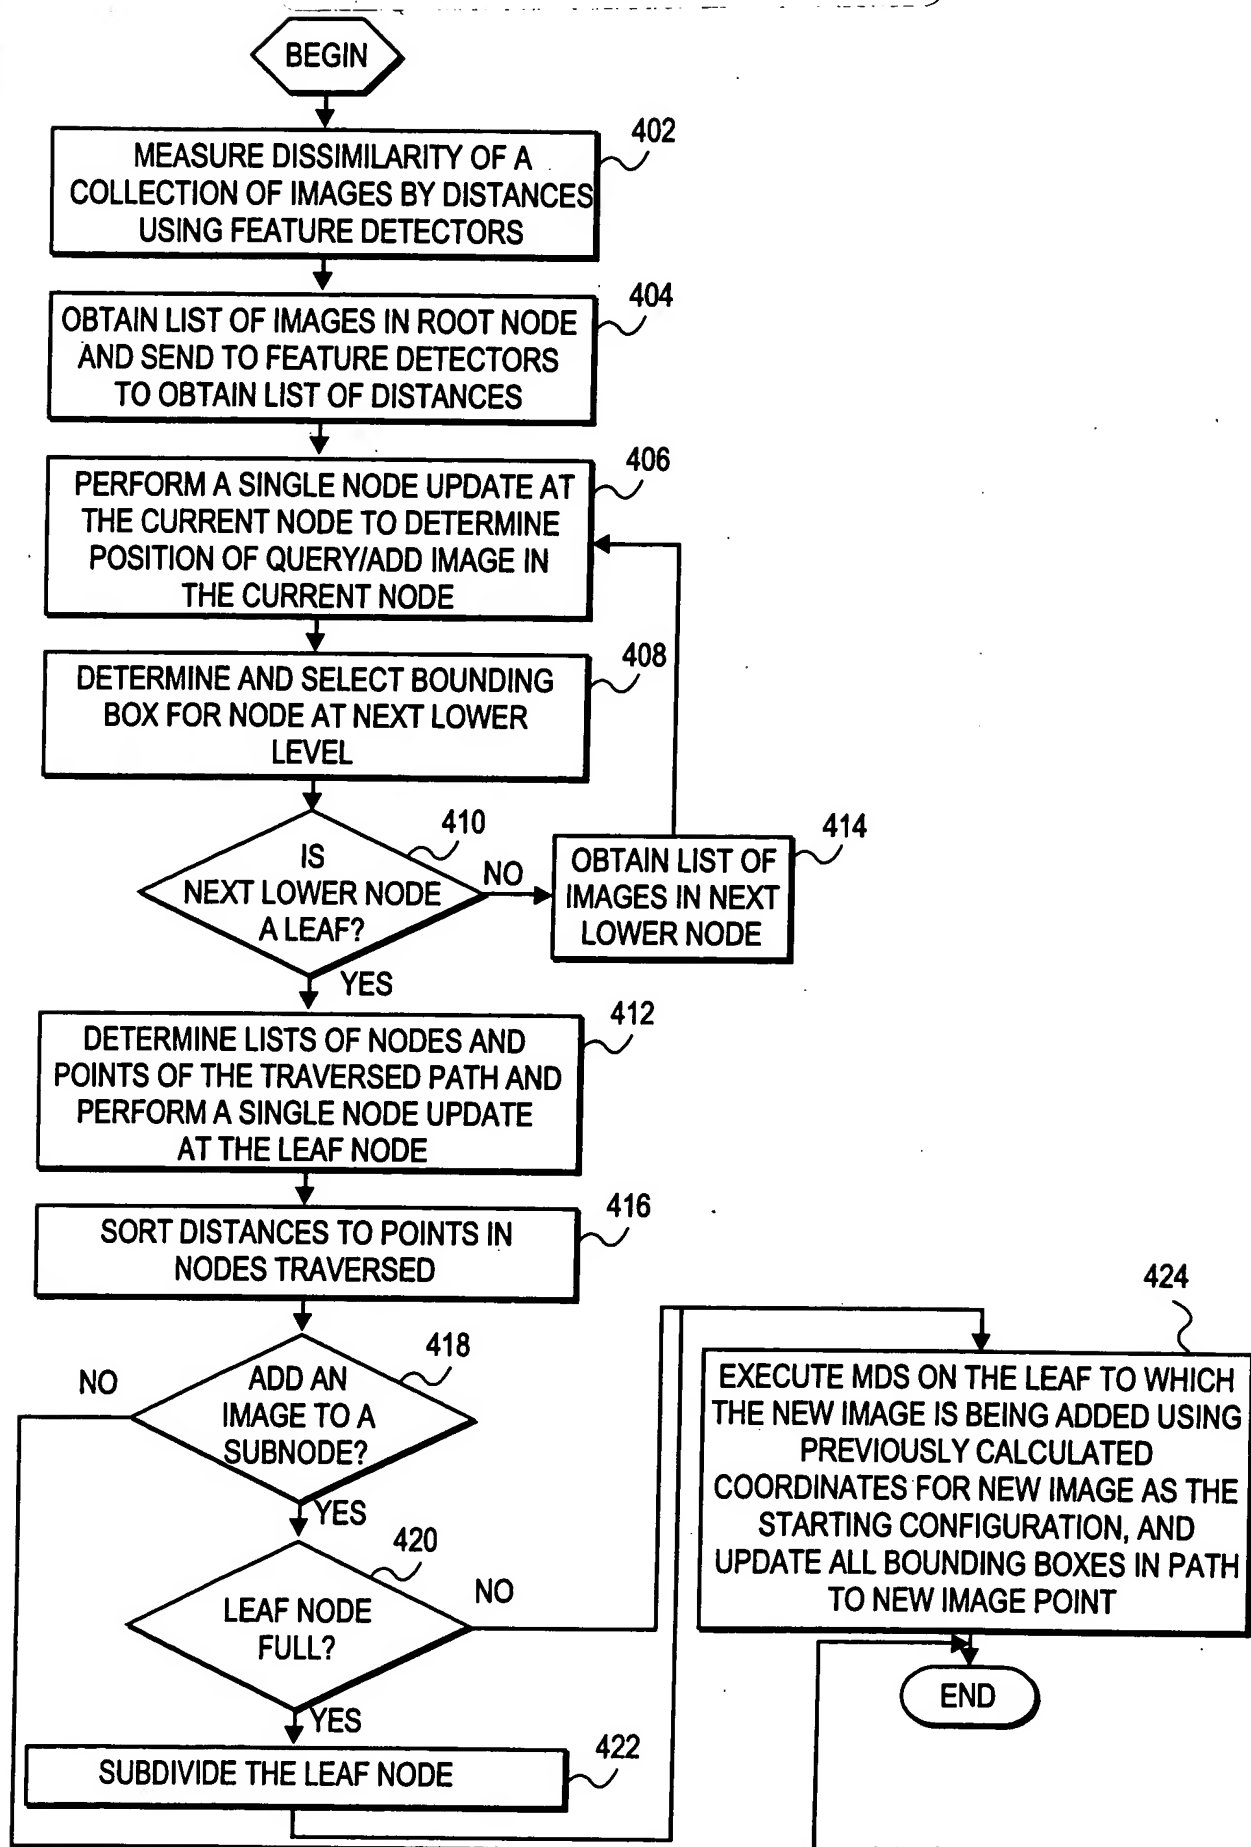 BEGIN
402
MEASURE DISSIMILARITY OF A
COLLECTION OF IMAGES BY DISTANCES
USING FEATURE DETECTORS
404
OBTAIN LIST OF IMAGES IN ROOT NODE
AND SEND TO FEATURE DETECTORS
TO OBTAIN LIST OF DISTANCES
406
PERFORM A SINGLE NODE UPDATE AT
THE CURRENT NODE TO DETERMINE
POSITION OF QUERY/ADD IMAGE IN
THE CURRENT NODE
408
DETERMINE AND SELECT BOUNDING
BOX FOR NODE AT NEXT LOWER
LEVEL
410
IS
NEXT LOWER NODE
A LEAF?
NO
414
OBTAIN LIST OF
IMAGES IN NEXT
LOWER NODE
YES
412
DETERMINE LISTS OF NODES AND
POINTS OF THE TRAVERSED PATH AND
PERFORM A SINGLE NODE UPDATE
AT THE LEAF NODE
416
SORT DISTANCES TO POINTS IN
NODES TRAVERSED
418
NO
ADD AN
IMAGE TO A
SUBNODE?
YES
420
LEAF NODE
FULL?
NO
YES
422
SUBDIVIDE THE LEAF NODE
424
EXECUTE MDS ON THE LEAF TO WHICH
THE NEW IMAGE IS BEING ADDED USING
PREVIOUSLY CALCULATED
COORDINATES FOR NEW IMAGE AS THE
STARTING CONFIGURATION, AND
UPDATE ALL BOUNDING BOXES IN PATH
TO NEW IMAGE POINT
END